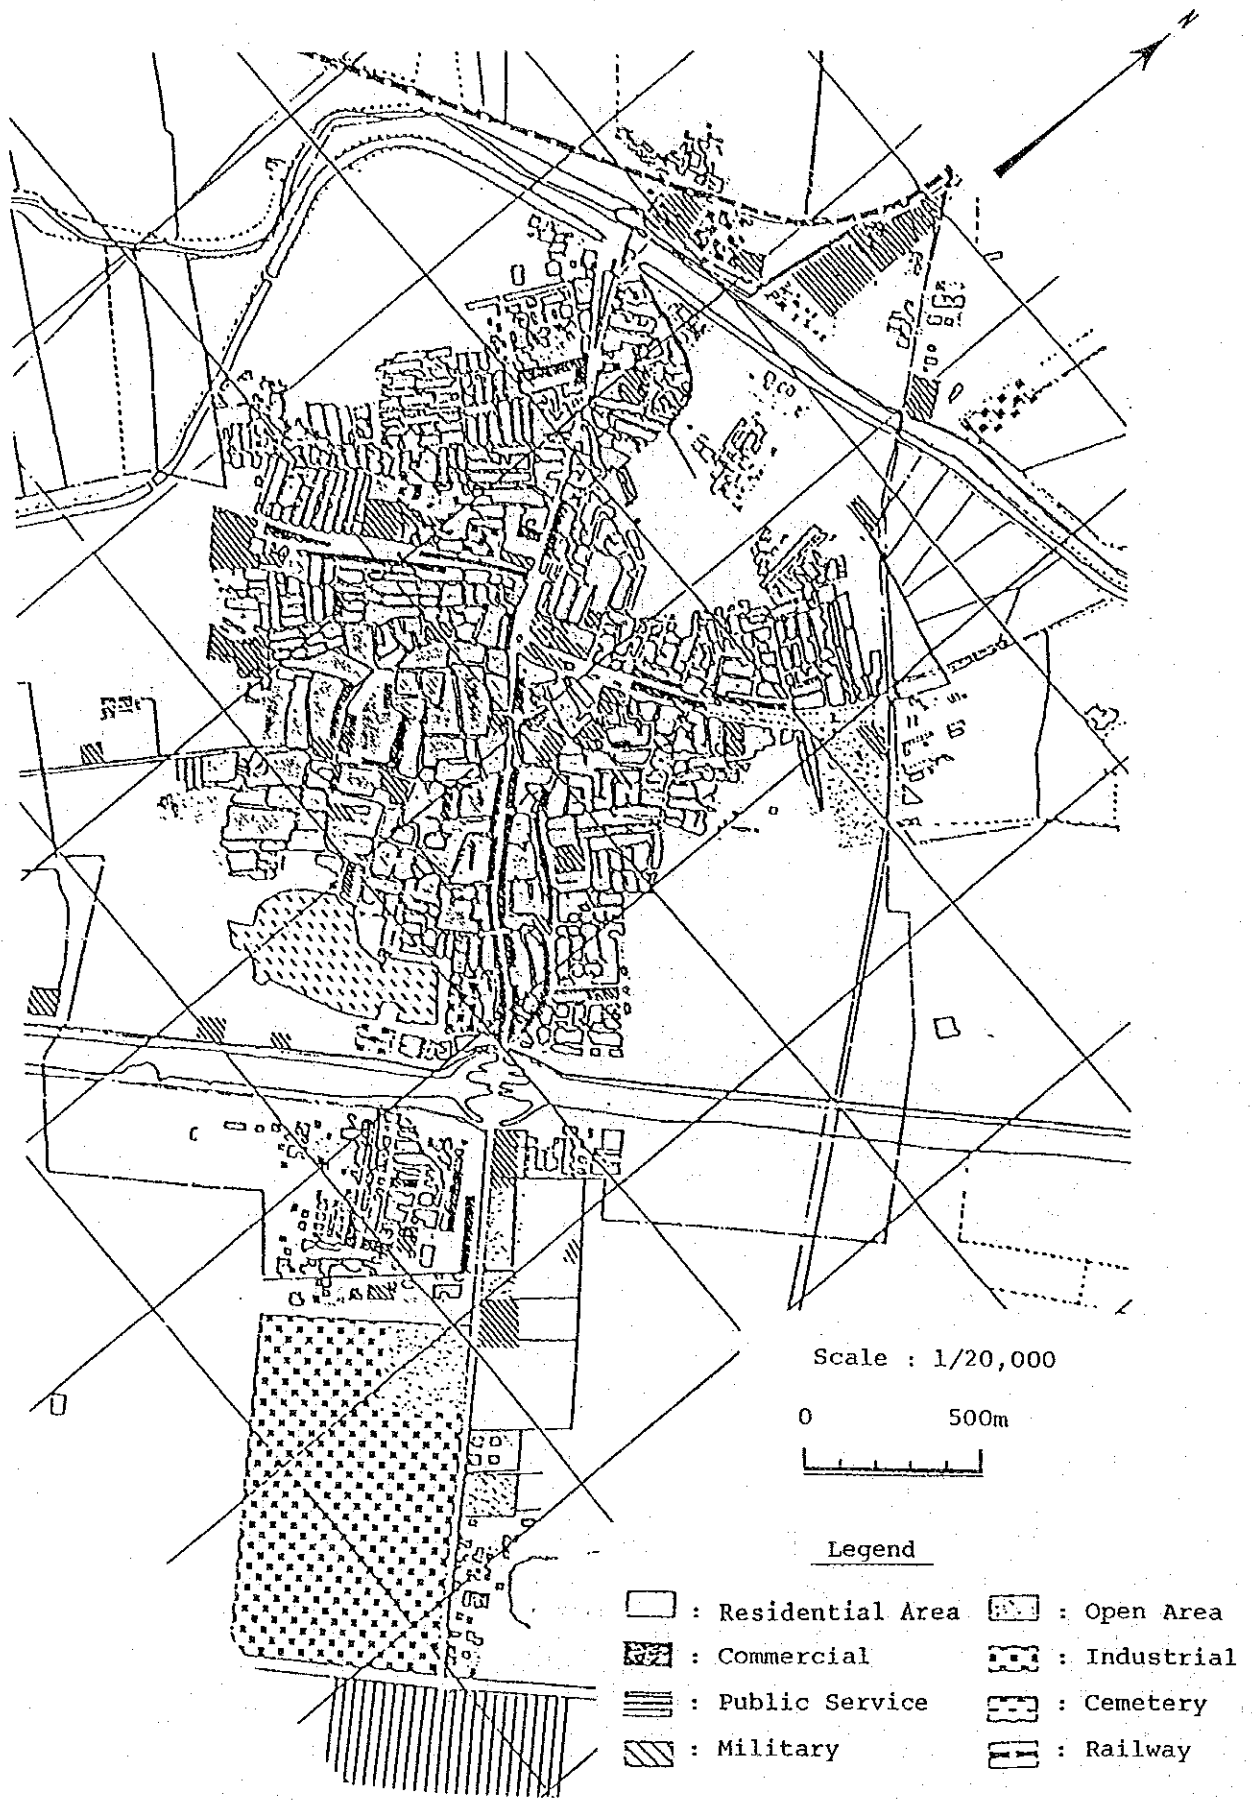 N
Scale : 1/20,000
0 500m
Legend
: Residential Area
: Open Area
: Commercial
: Industrial
: Public Service
: Cemetery
: Military
: Railway